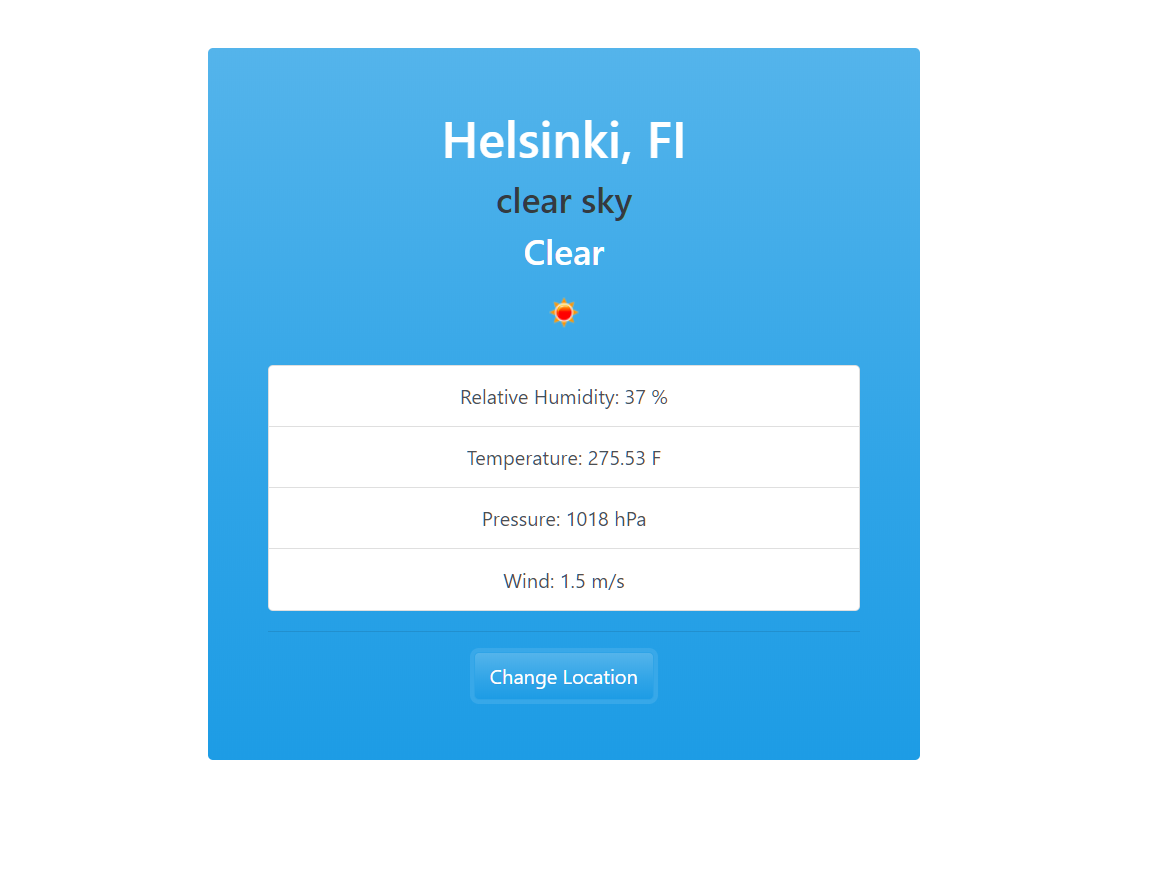 Helsinki, FI
clear sky
Clear
Relative Humidity: 37 %
Temperature: 275.53 F
Pressure: 1018 hPa
Wind: 1.5 m/s
Change Location